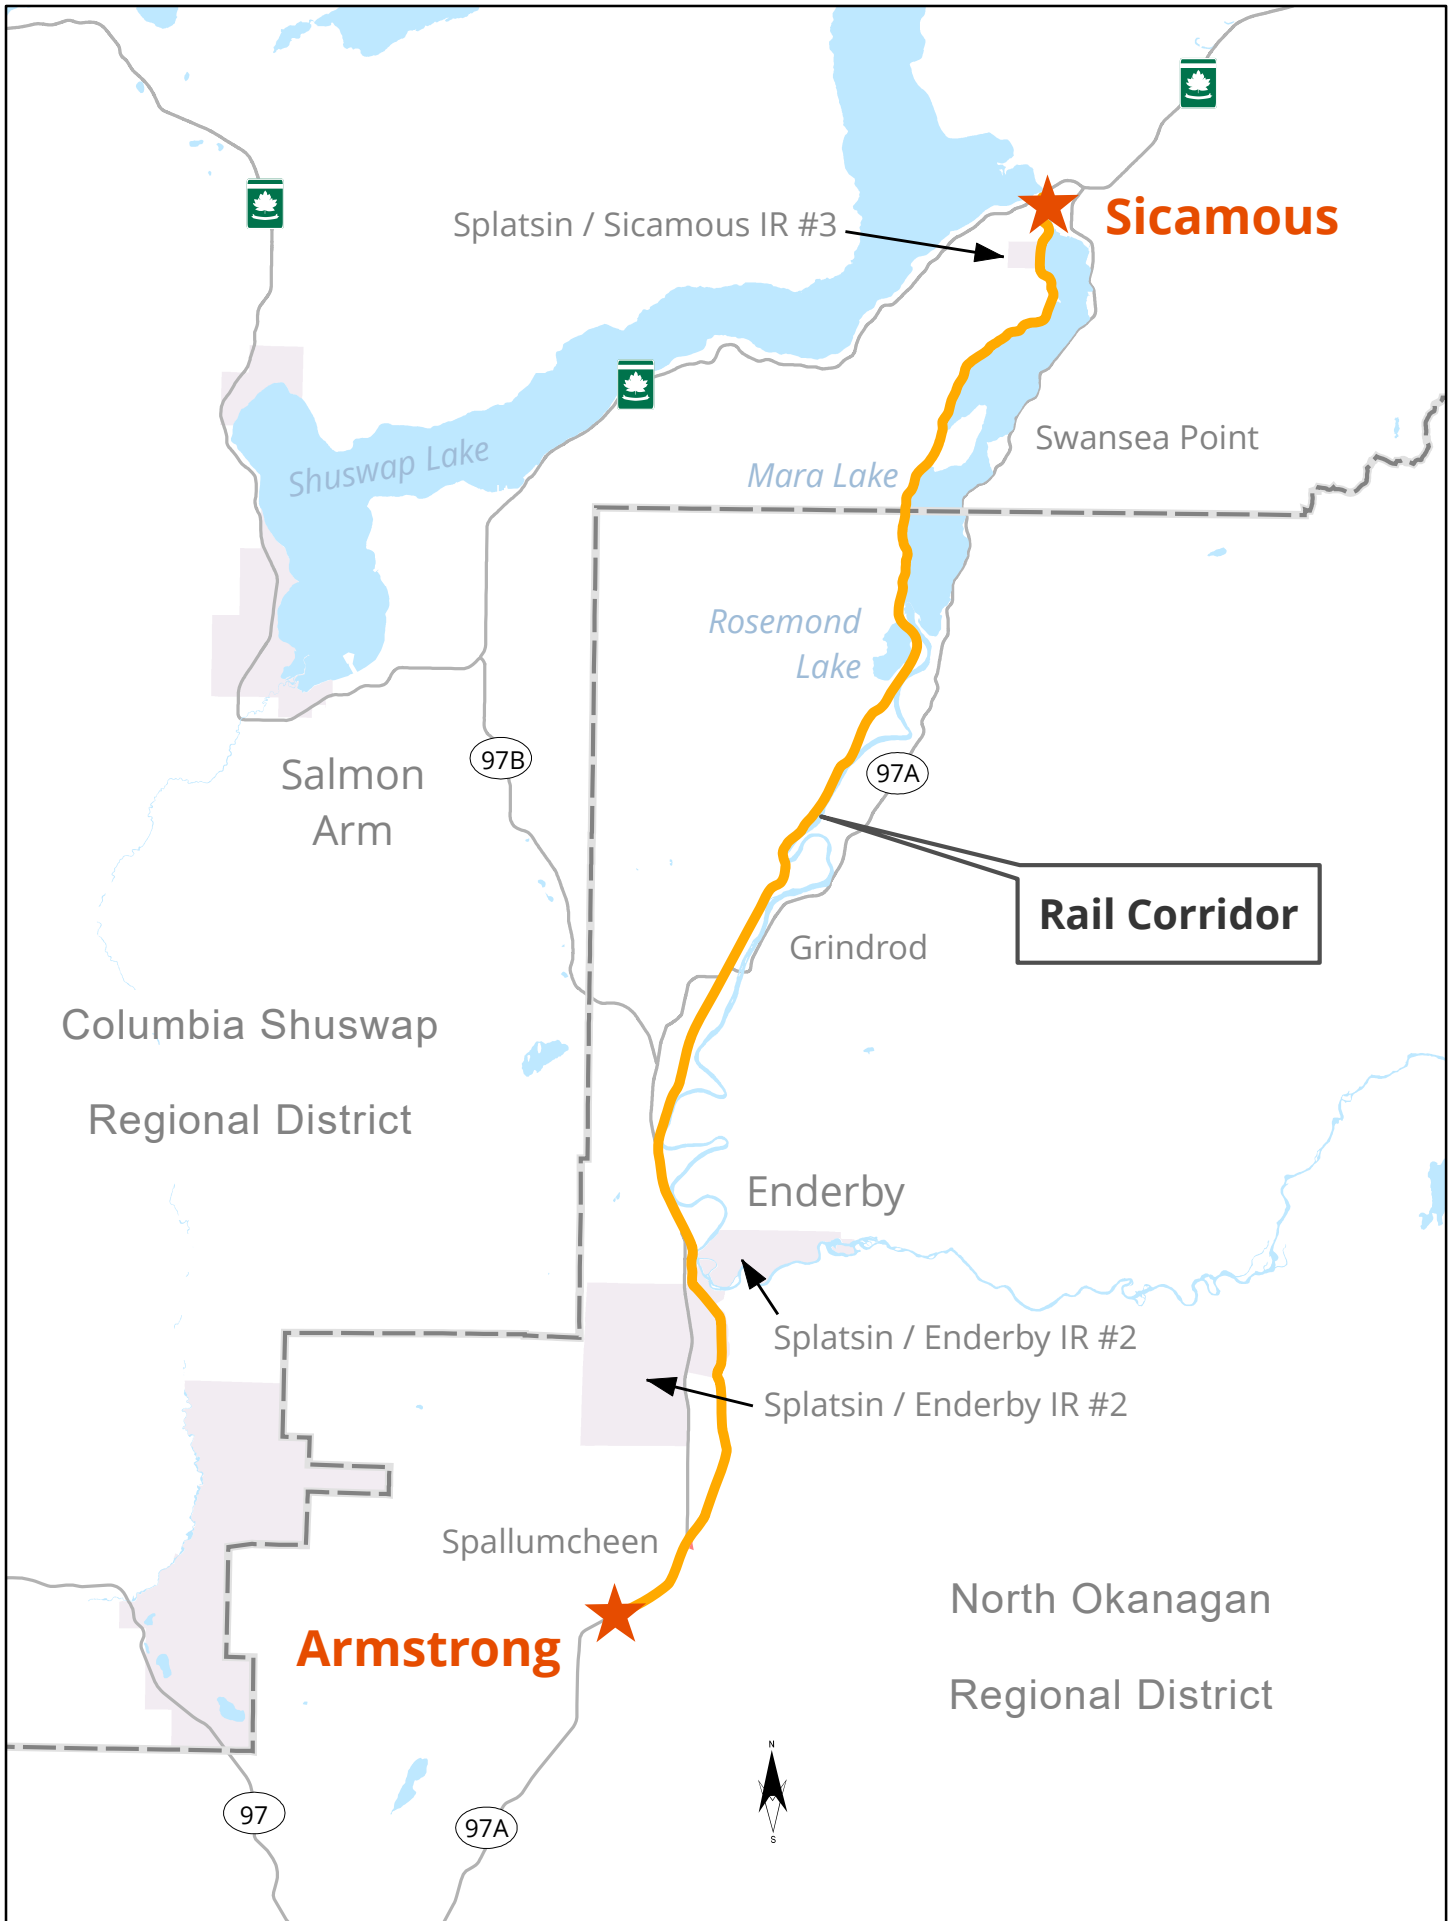 Sicamous
Splatsin / Sicamous IR #3
Swansea Point
Shuswap Lake
Mara Lake
Rosemond
Lake
97B
97A
Salmon
Arm
Rail Corridor
Grindrod
Columbia Shuswap
Regional District
Enderby
Splatsin / Enderby IR #2
Splatsin / Enderby IR #2
Spallumcheen
North Okanagan
Regional District
Armstrong
N
S
97
97A